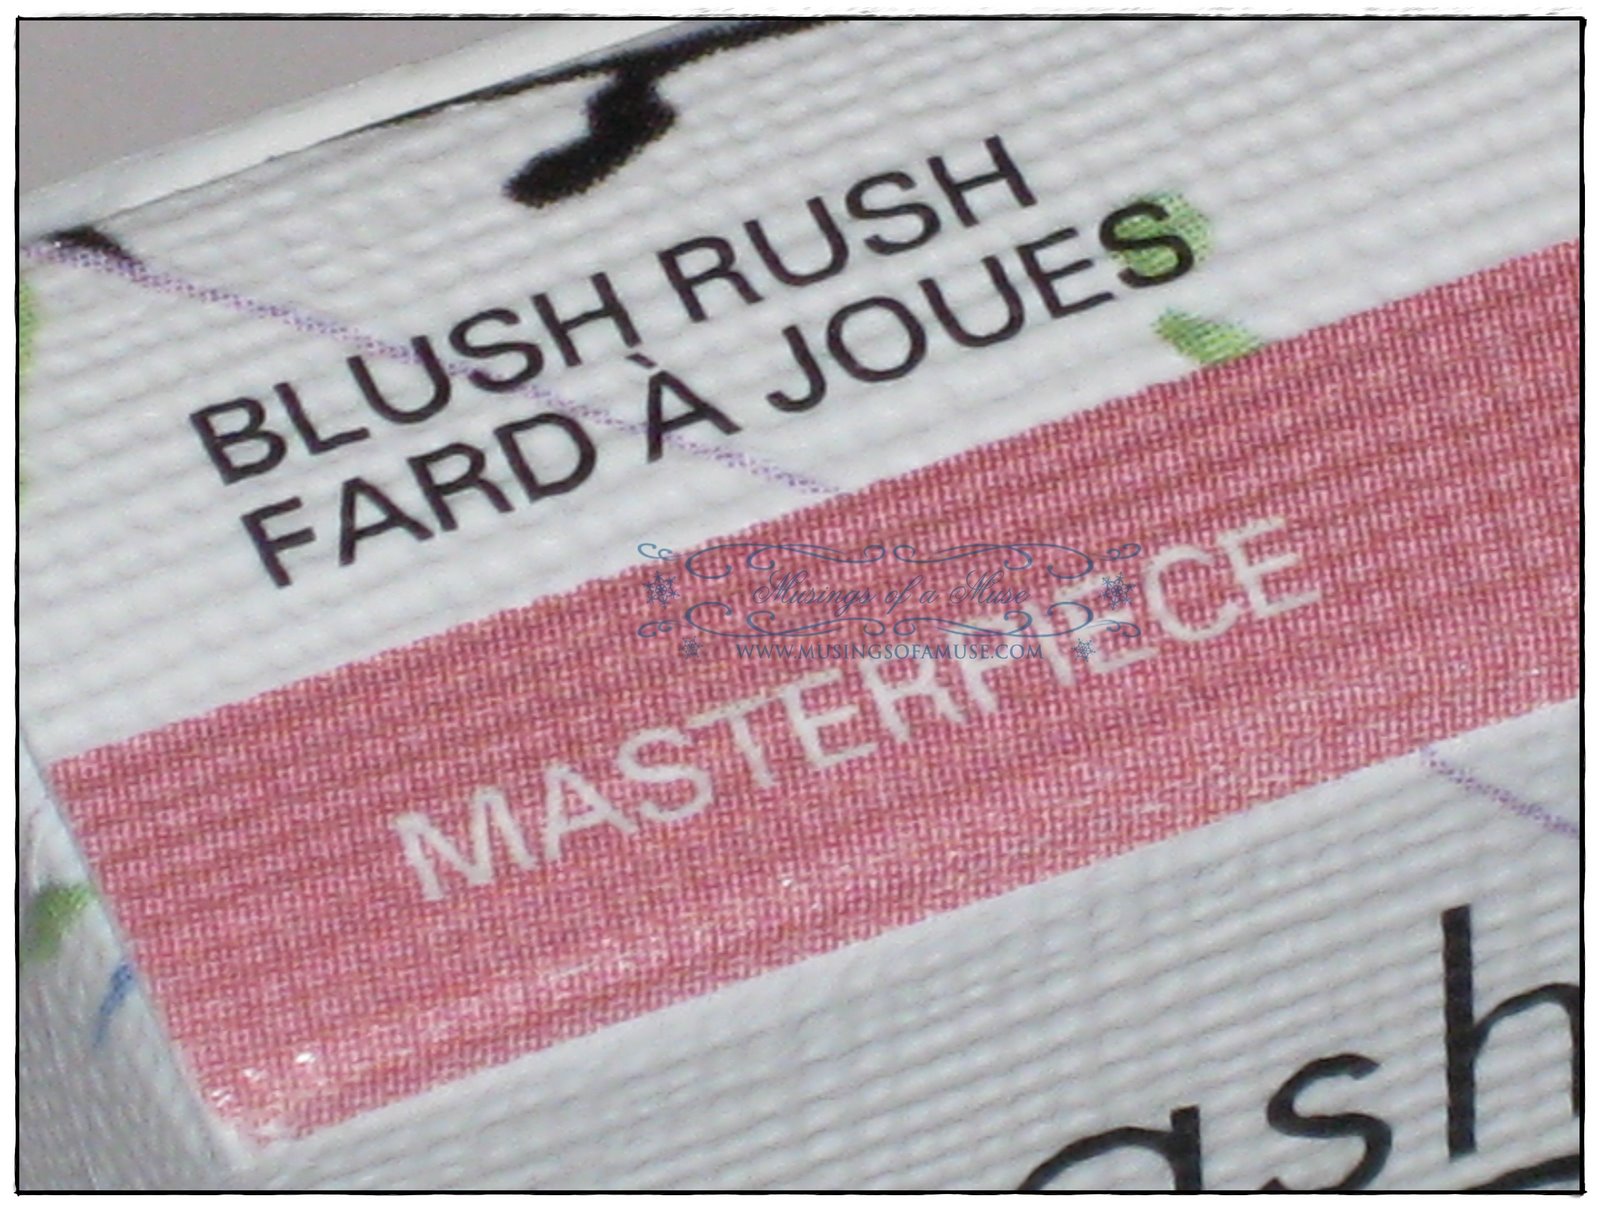 BLUSH RUSH
FARD À JOUES
Musings of a Muse
WWW.MUSINGSOFAMUSE.COM
MASTERPIECE
ash